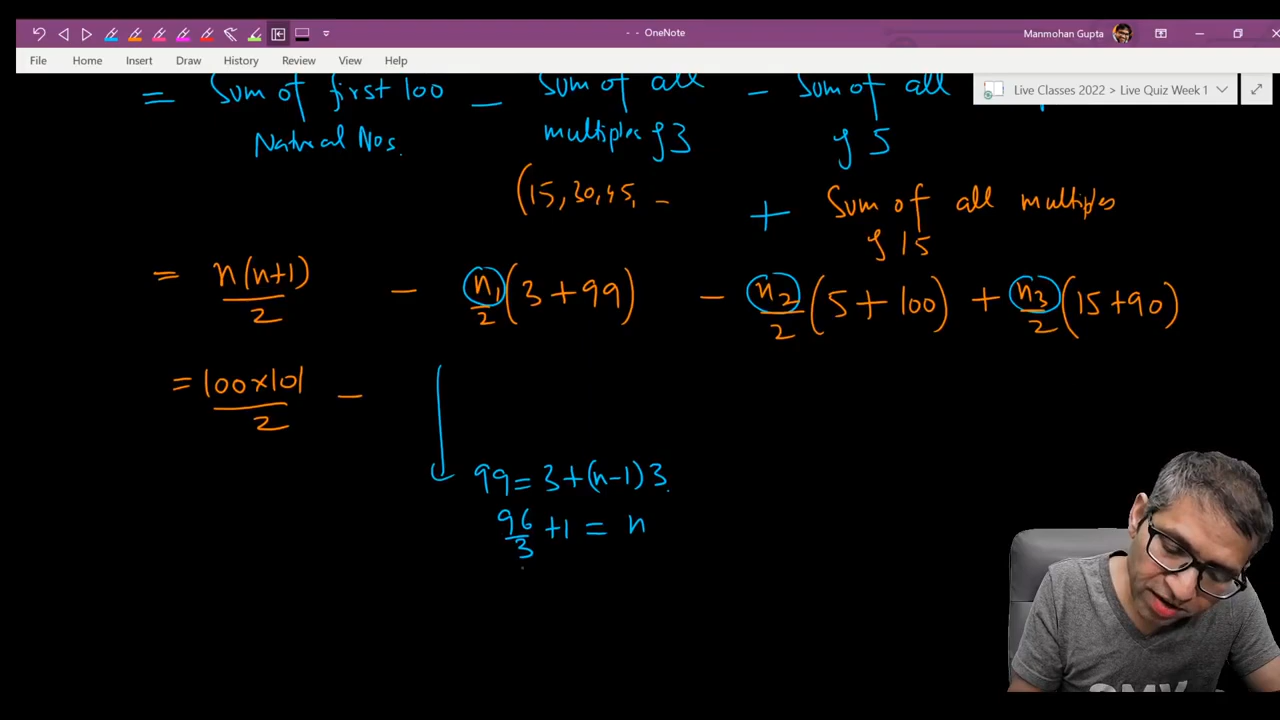 - - OneNote
Manmohan Gupta
File Home Insert Draw History Review View Help
Live Classes 2022 > Live Quiz Week 1
= Sum of first 100 - Sum of all - Sum of all
Natural Nos. multiples of 3 of 5
(15, 30, 45, - + Sum of all multiples
of 15
= n(n+1)/2 - n1/2 (3+99) - n2/2 (5+100) + n3/2 (15+90)
= 100×101/2 -
99 = 3+(n-1)3.
96/3 +1 = n